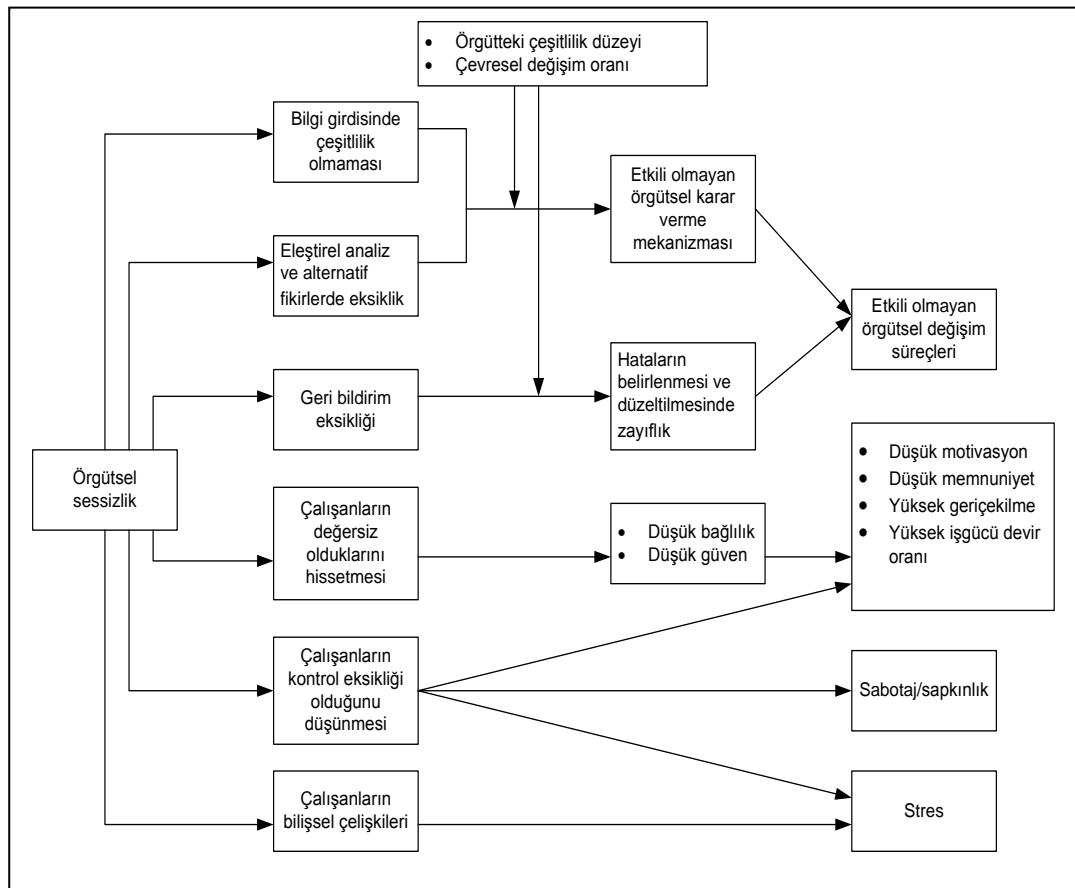 • Örgütteki çeşitlilik düzeyi
• Çevresel değişim oranı
Bilgi girdisinde
çeşitlilik
olmaması
Etkili olmayan
örgütsel karar
verme
mekanizması
Eleştirel analiz
ve alternatif
fikirlerde eksiklik
Etkili olmayan
örgütsel değişim
süreçleri
Geri bildirim
eksikliği
Hataların
belirlenmesi ve
düzeltilmesinde
zayıflık
Örgütsel
sessizlik
• Düşük motivasyon
• Düşük memnuniyet
• Yüksek geriçekilme
• Yüksek işgücü devir
oranı
Çalışanların
değersiz
olduklarını
hissetmesi
• Düşük bağlılık
• Düşük güven
Çalışanların
kontrol eksikliği
olduğunu
düşünmesi
Sabotaj/sapkınlık
Çalışanların
bilişsel çelişkileri
Stres